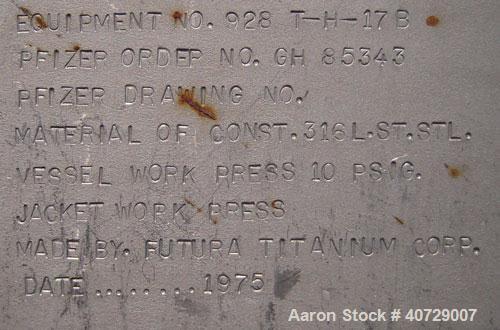 EQUIPMENT NO. 928 T-H-17B
PFIZER ORDER NO. GH 85343
PFIZER DRAWING NO.
MATERIAL OF CONST. 316L. ST. STL.
VESSEL WORK PRESS 10 PSIG.
JACKET WORK PRESS
MADE BY. FUTURA TITANIUM CORP.
DATE ........1975
Aaron Stock # 40729007